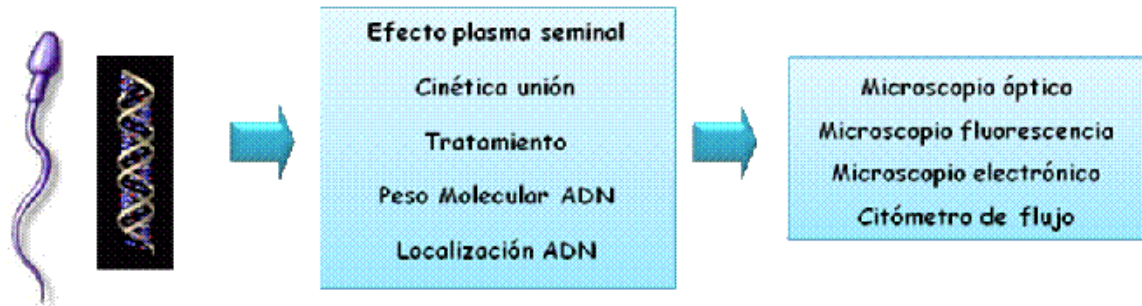 Efecto plasma seminal
Cinética unión
Tratamiento
Peso Molecular ADN
Localización ADN
Microscopio óptica
Microscopio fluorescencia
Microscopio electrónico
Citómetro de flujo